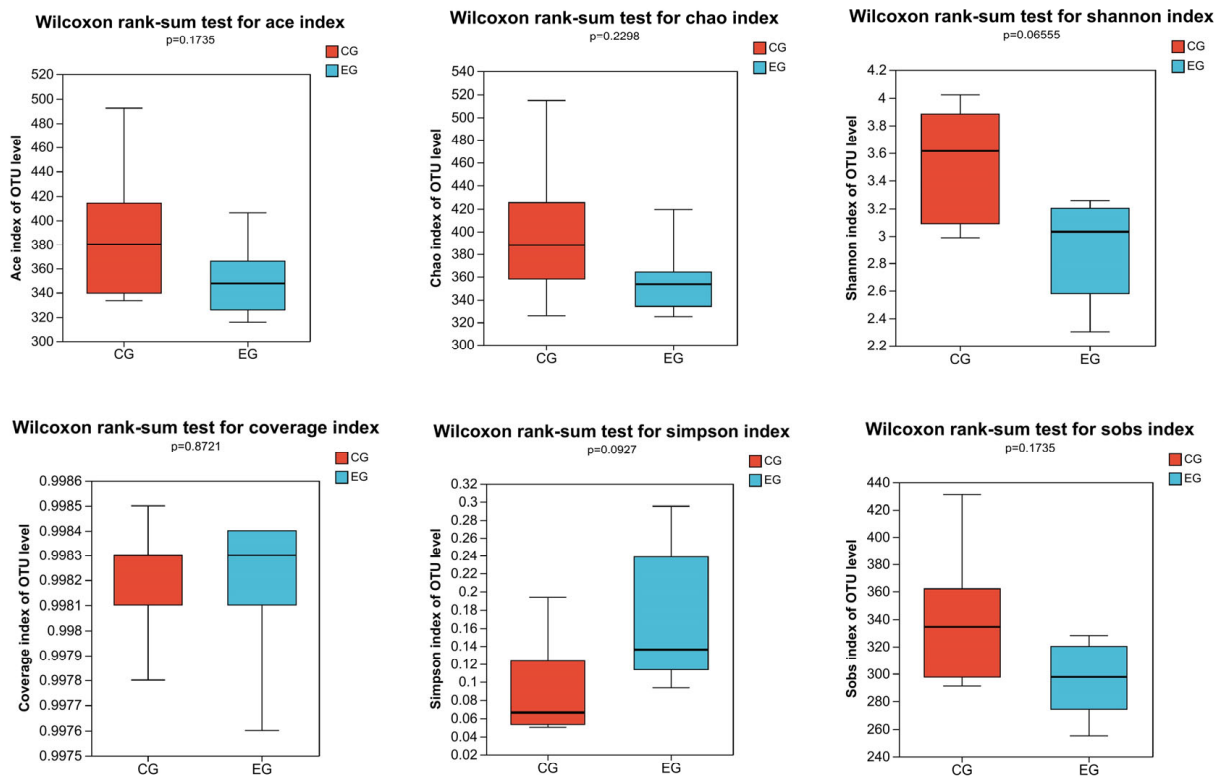 Wilcoxon rank-sum test for ace index
p=0.1735
CG
EG
Ace index of OTU level
520
500
480
460
440
420
400
380
360
340
320
300
CG EG
Wilcoxon rank-sum test for chao index
p=0.2298
CG
EG
Chao index of OTU level
540
520
500
480
460
440
420
400
380
360
340
320
300
CG EG
Wilcoxon rank-sum test for shannon index
p=0.06555
CG
EG
Shannon index of OTU level
4.2
4
3.8
3.6
3.4
3.2
3
2.8
2.6
2.4
2.2
CG EG
Wilcoxon rank-sum test for coverage index
p=0.8721
CG
EG
Coverage index of OTU level
0.9986
0.9985
0.9984
0.9983
0.9982
0.9981
0.998
0.9979
0.9978
0.9977
0.9976
0.9975
CG EG
Wilcoxon rank-sum test for simpson index
p=0.0927
CG
EG
Simpson index of OTU level
0.32
0.3
0.28
0.26
0.24
0.22
0.2
0.18
0.16
0.14
0.12
0.1
0.08
0.06
0.04
0.02
CG EG
Wilcoxon rank-sum test for sobs index
p=0.1735
CG
EG
Sobs index of OTU level
440
420
400
380
360
340
320
300
280
260
240
CG EG